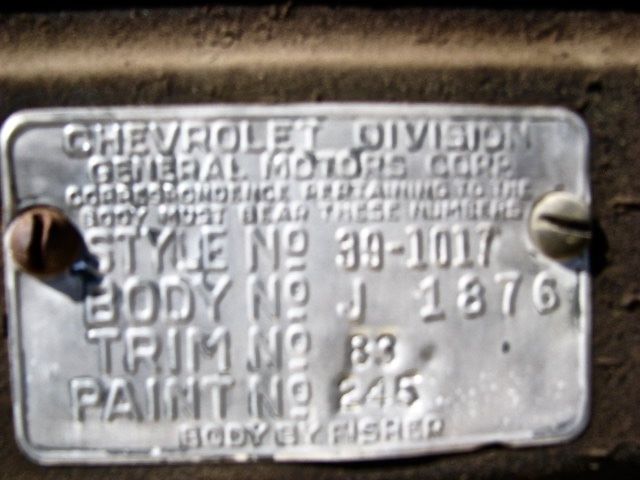 CHEVROLET DIVISION
GENERAL MOTORS CORP.
CORRESPONDENCE PERTAINING TO THE
BODY MUST BEAR THESE NUMBERS
STYLE No 39-1017
BODY No J 1876
TRIM No 83
PAINT No 245
BODY BY FISHER